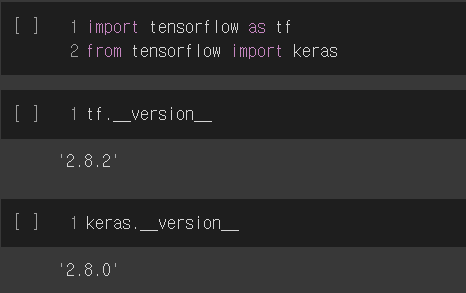 [ ] 1 import tensorflow as tf
2 from tensorflow import keras
[ ] 1 tf.__version__
'2.8.2'
[ ] 1 keras.__version__
'2.8.0'